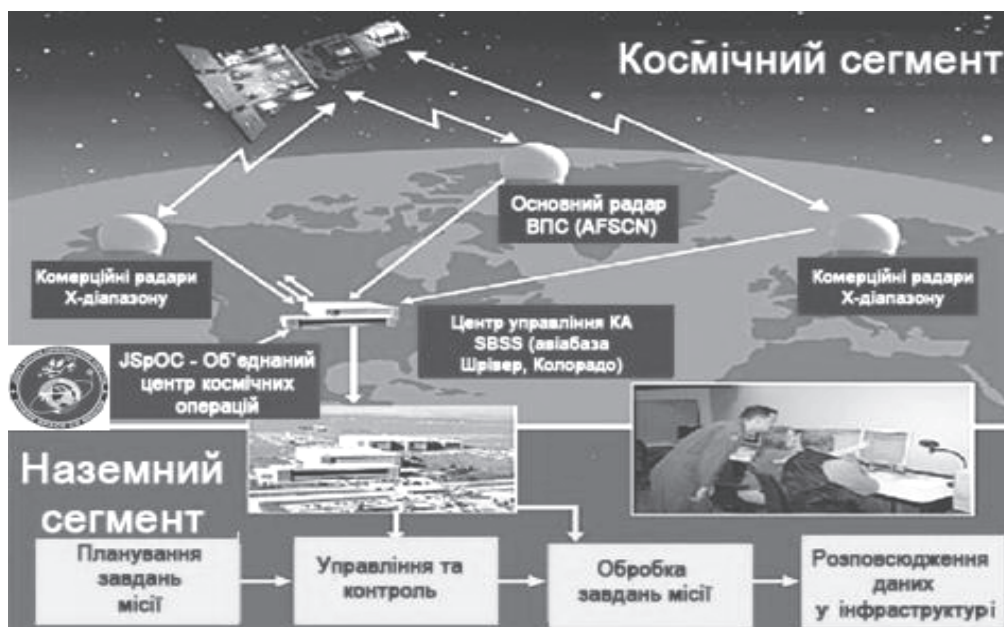 Космічний сегмент
Основний радар
ВПС (AFSCN)
Комерційні радари
Х-діапазону
Комерційні радари
Х-діапазону
Центр управління КА
SBSS (авіабаза
Шрівер, Колорадо)
JSpOC - Об`єднаний
центр космічних
операцій
Наземний
сегмент
Планування
завдань
місії
Управління та
контроль
Обробка
завдань місії
Розповсюдження
даних
у інфраструктурі